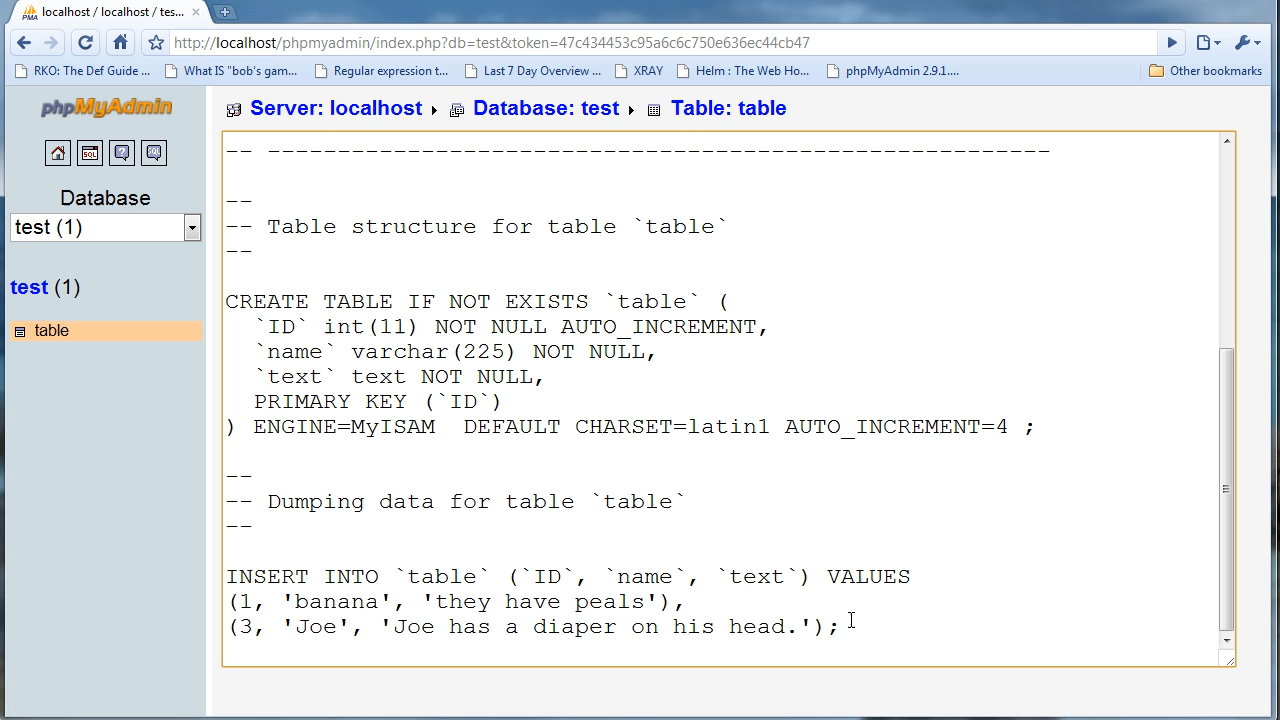 localhost / localhost / tes...
http://localhost/phpmyadmin/index.php?db=test&token=47c434453c95a6c6c750e636ec44cb47
RKO: The Def Guide ...
What IS "bob's gam...
Regular expression t...
Last 7 Day Overview ...
XRAY
Helm : The Web Ho...
phpMyAdmin 2.9.1....
Other bookmarks
phpMyAdmin
Server: localhost
Database: test
Table: table
SQL
Database
test (1)
test (1)
table
-- --------------------------------------------------------
--
-- Table structure for table `table`
--
CREATE TABLE IF NOT EXISTS `table` (
`ID` int(11) NOT NULL AUTO_INCREMENT,
`name` varchar(225) NOT NULL,
`text` text NOT NULL,
PRIMARY KEY (`ID`)
) ENGINE=MyISAM  DEFAULT CHARSET=latin1 AUTO_INCREMENT=4 ;
--
-- Dumping data for table `table`
--
INSERT INTO `table` (`ID`, `name`, `text`) VALUES
(1, 'banana', 'they have peals'),
(3, 'Joe', 'Joe has a diaper on his head.');